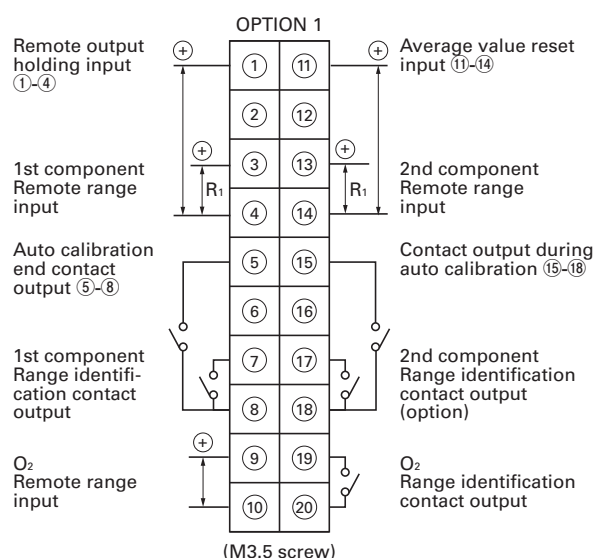 OPTION 1
Remote output
holding input
①-④
⊕
1st component
Remote range
input
⊕
R1
Auto calibration
end contact
output ⑤-⑧
1st component
Range identifi-
cation contact
output
O2
Remote range
input
⊕
① ⑪
② ⑫
③ ⑬
④ ⑭
⑤ ⑮
⑥ ⑯
⑦ ⑰
⑧ ⑱
⑨ ⑲
⑩ ⑳
⊕
Average value reset
input ⑪-⑭
⊕
R1
2nd component
Remote range
input
Contact output during
auto calibration ⑮-⑱
2nd component
Range identification
contact output
(option)
O2
Range identification
contact output
(M3.5 screw)